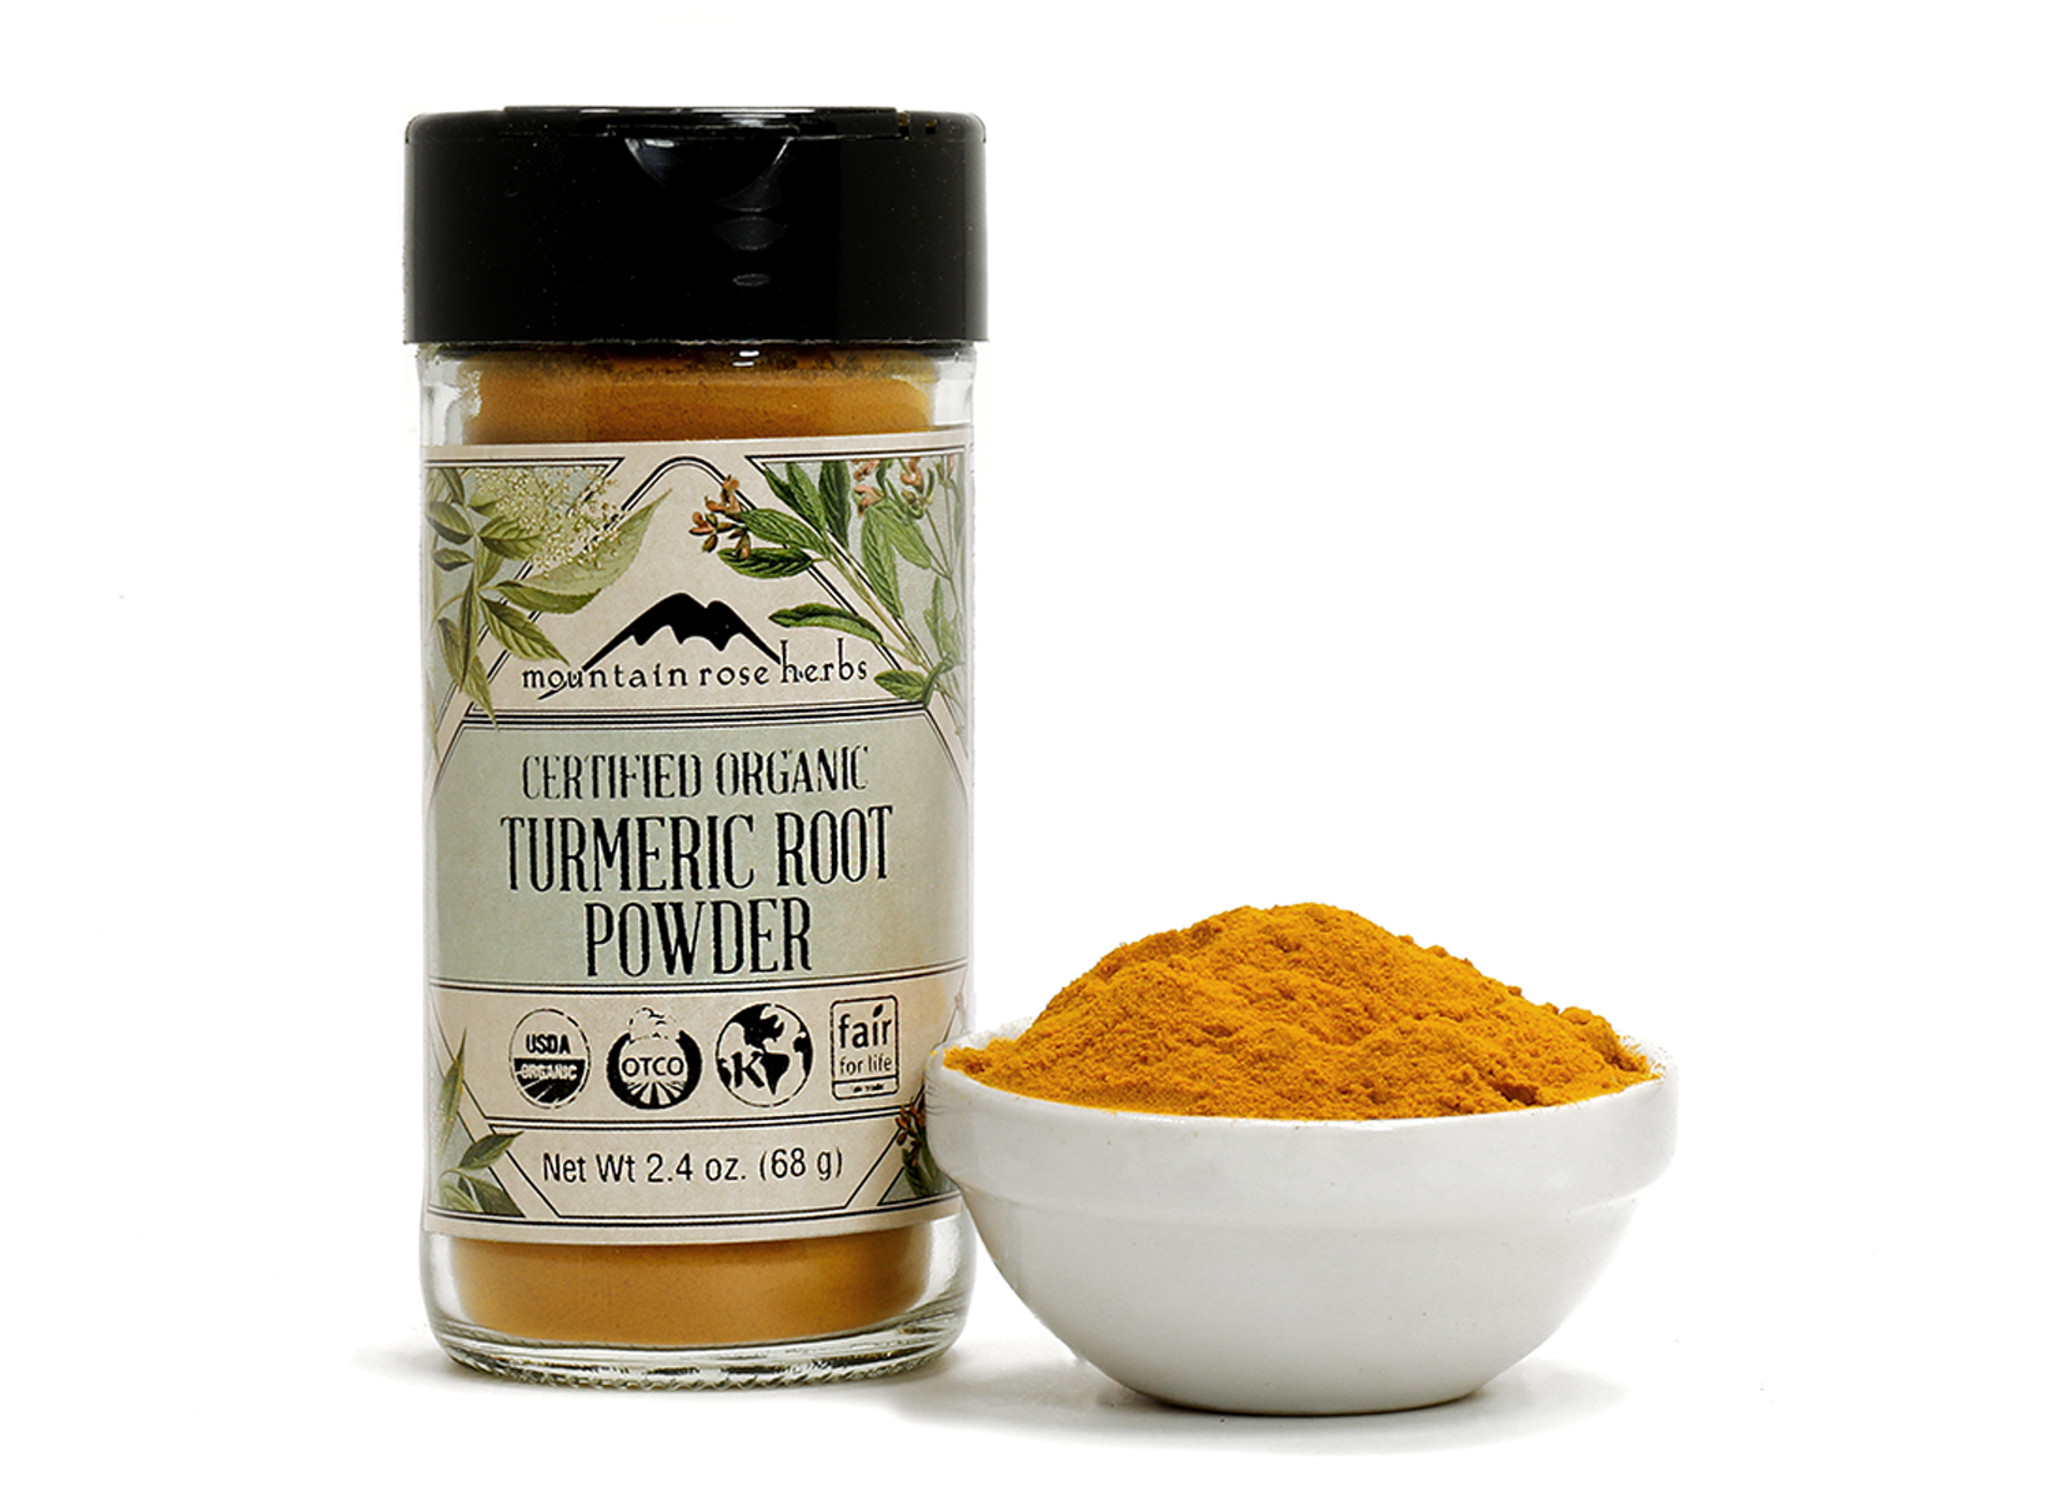 mountain rose herbs
CERTIFIED ORGANIC
TURMERIC ROOT
POWDER
USDA
ORGANIC
OTCO
K
fair
for life
Net Wt 2.4 oz. (68 g)